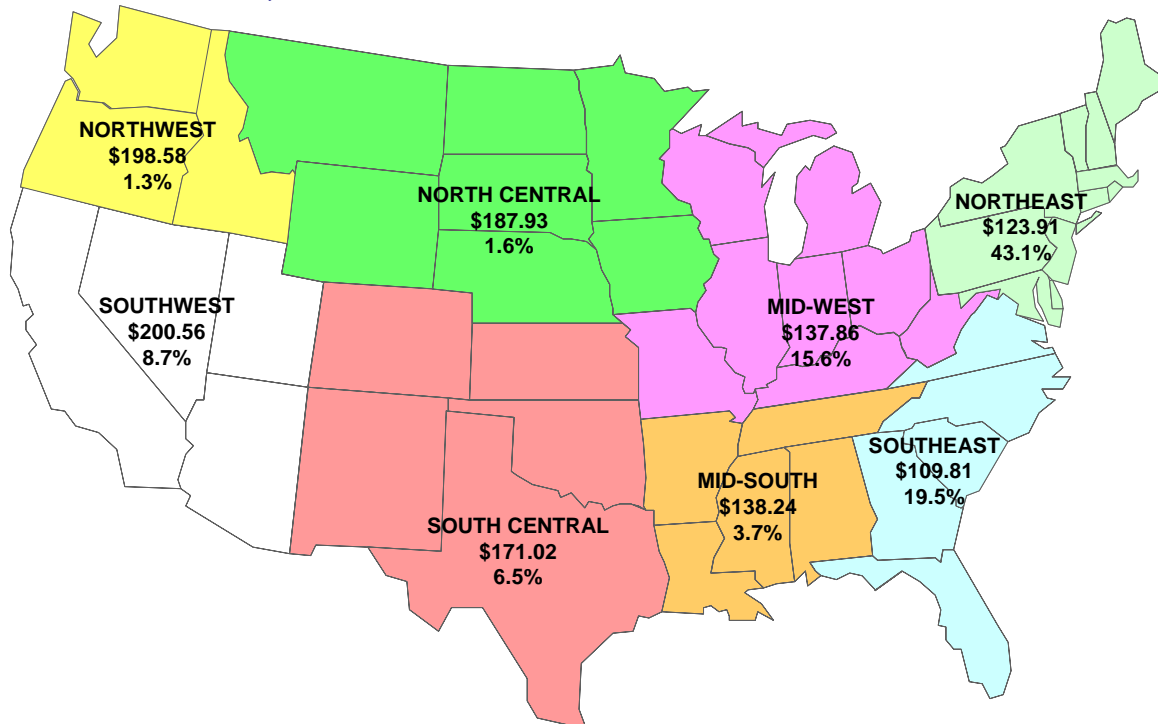 NORTHWEST
$198.58
1.3%
NORTH CENTRAL
$187.93
1.6%
NORTHEAST
$123.91
43.1%
SOUTHWEST
$200.56
8.7%
MID-WEST
$137.86
15.6%
SOUTHEAST
$109.81
19.5%
MID-SOUTH
$138.24
3.7%
SOUTH CENTRAL
$171.02
6.5%